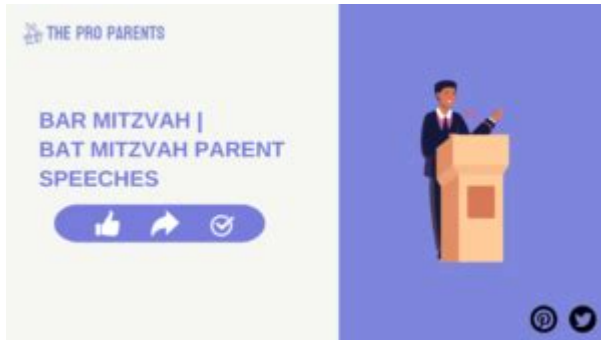 THE PRO PARENTS
BAR MITZVAH |
BAT MITZVAH PARENT
SPEECHES